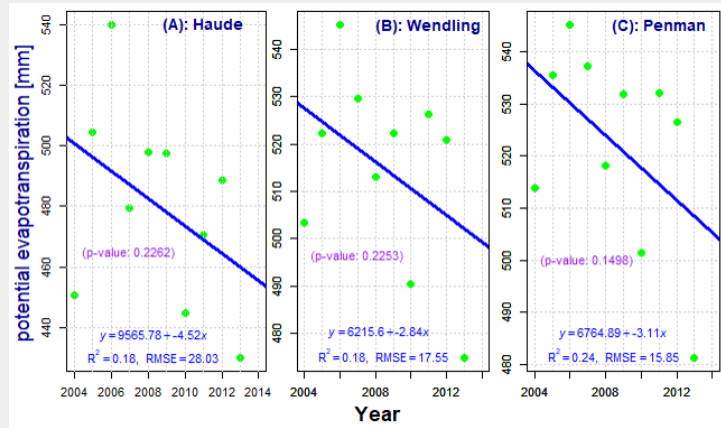 potential evapotranspiration [mm]
(A): Haude
540
520
500
480
460
440
(p-value: 0.2262)
y=9565.78+-4.52x
R²=0.18, RMSE=28.03
2004 2006 2008 2010 2012 2014
(B): Wendling
540
530
520
510
500
490
480
(p-value: 0.2253)
y=6215.6+-2.84x
R²=0.18, RMSE=17.55
2004 2008 2012
(C): Penman
540
530
520
510
500
490
480
(p-value: 0.1498)
y=6764.89+-3.11x
R²=0.24, RMSE=15.85
2004 2008 2012
Year